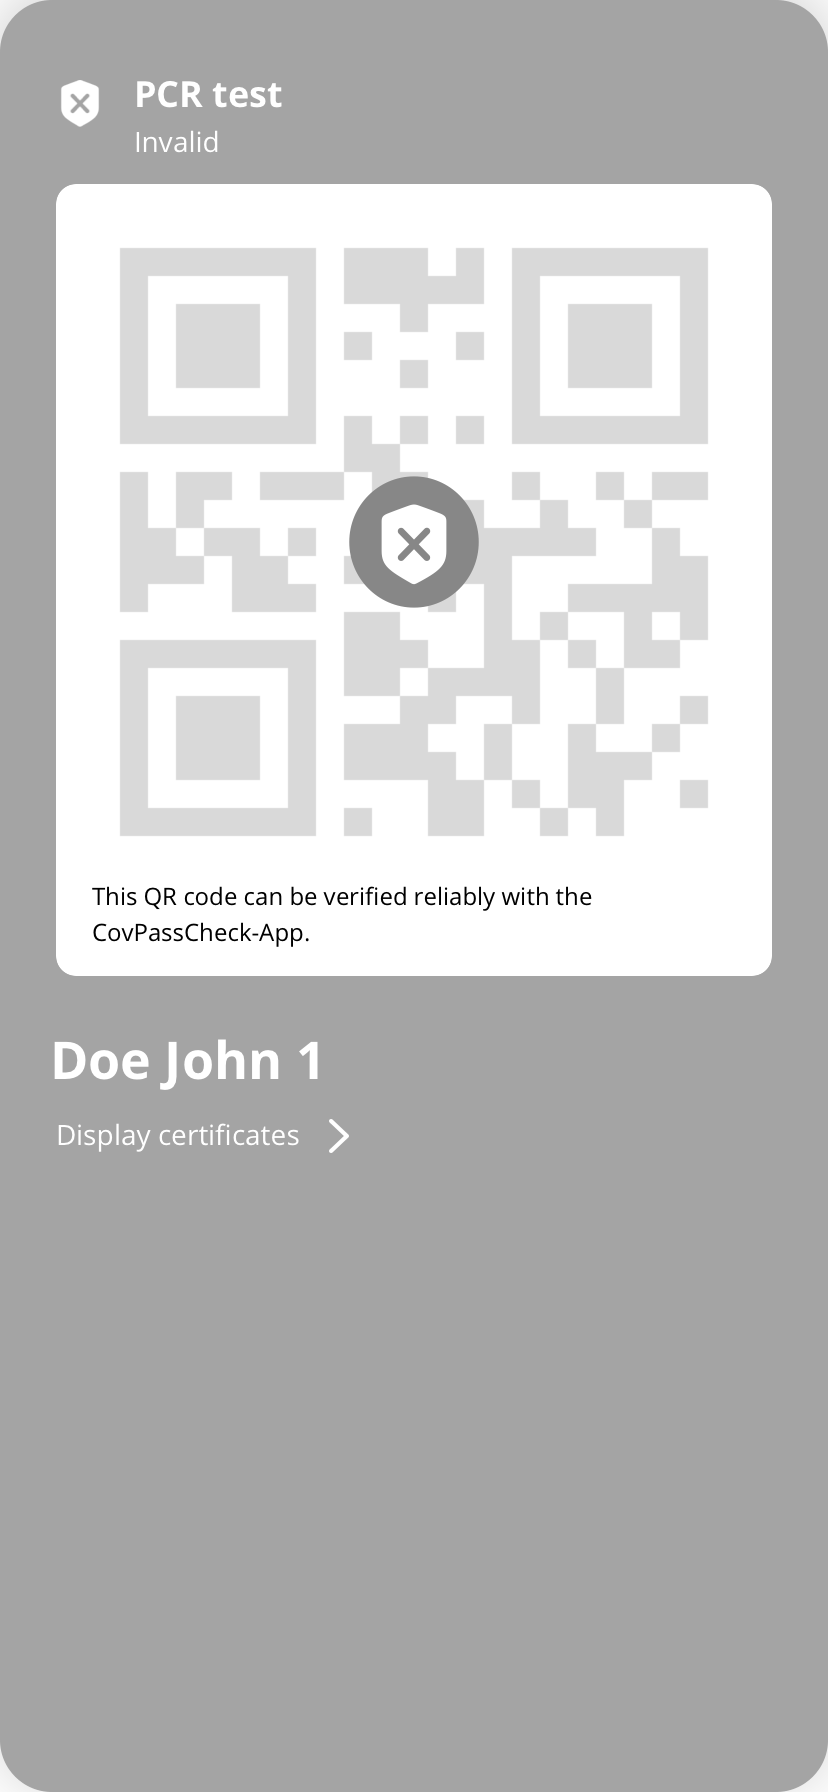 PCR test
Invalid
This QR code can be verified reliably with the
CovPassCheck-App.
Doe John 1
Display certificates